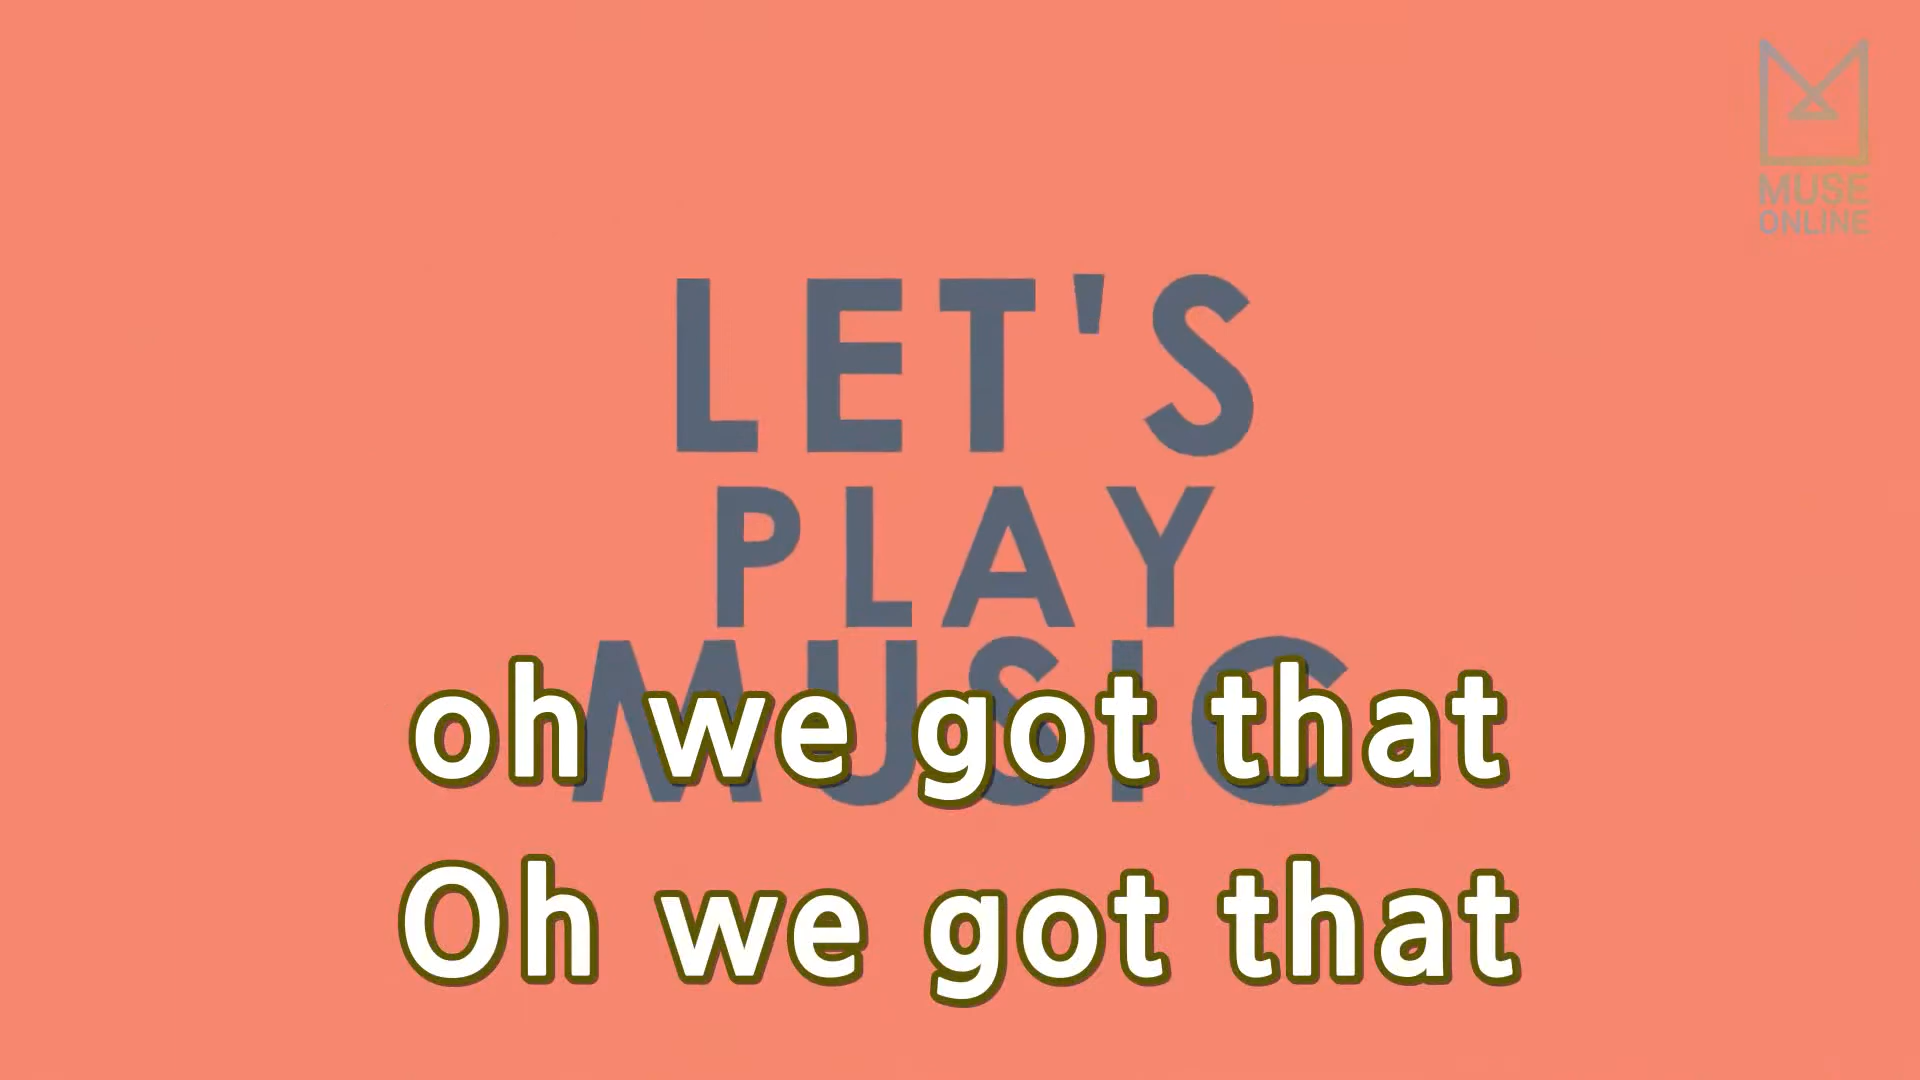 MUSE
ONLINE
LET'S
PLAY
MUSIC
oh we got that
Oh we got that